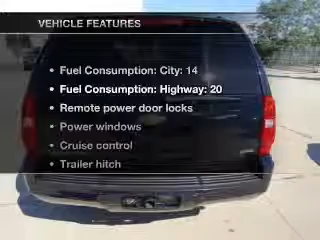 VEHICLE FEATURES
• Fuel Consumption: City: 14
• Fuel Consumption: Highway: 20
• Remote power door locks
• Power windows
• Cruise control
• Trailer hitch